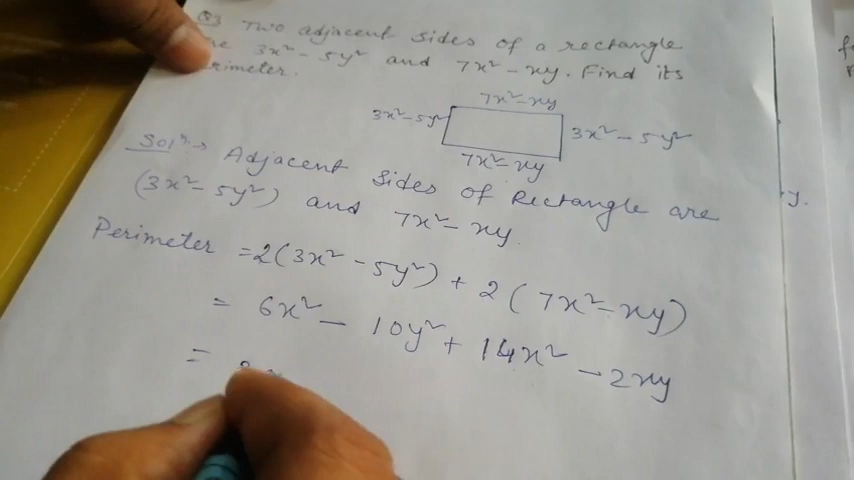 Q3 Two adjacent sides of a rectangle
3x² - 5y² and 7x² - xy. Find its
7x² - xy
3x² - 5y²
3x² - 5y²
7x² - xy
Solⁿ→ Adjacent sides of Rectangle are
(3x² - 5y²) and 7x² - xy.
Perimeter = 2(3x² - 5y²) + 2(7x² - xy)
= 6x² - 10y² + 14x² - 2xy
=
y.